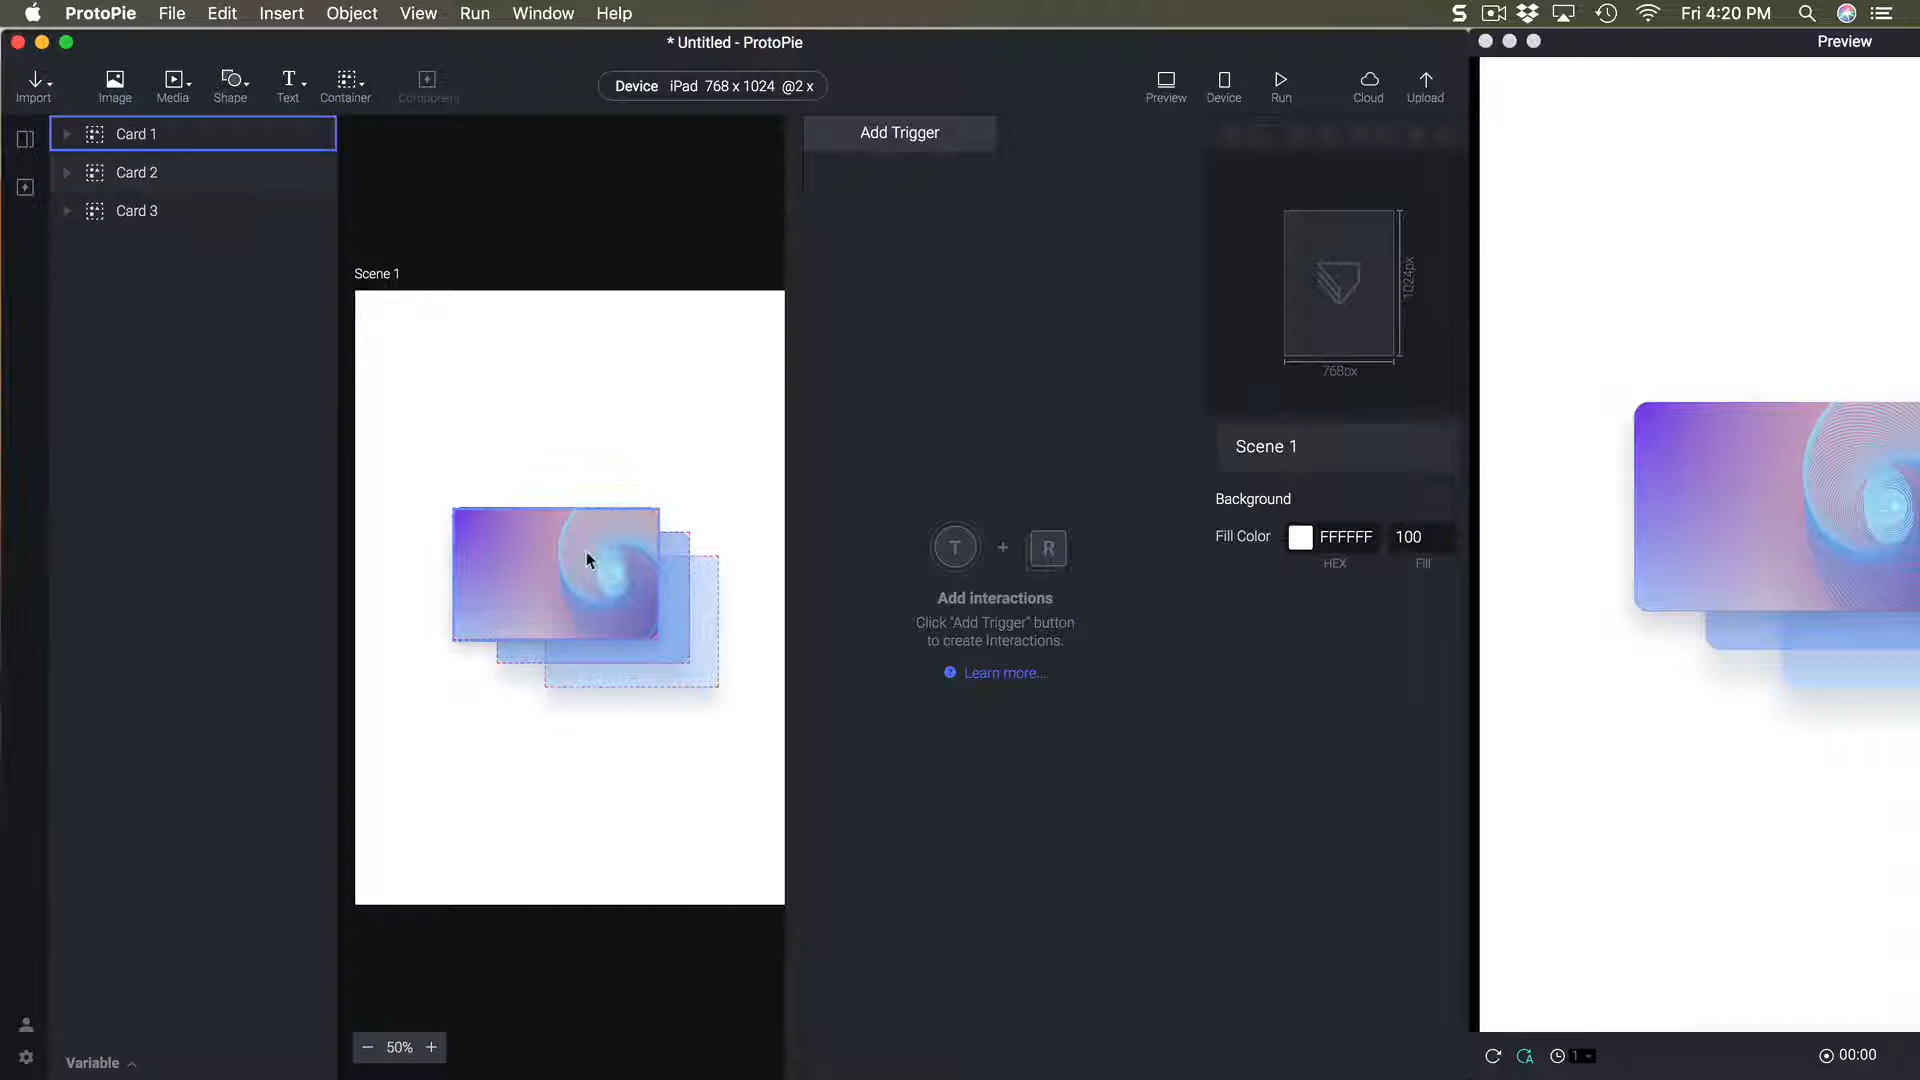 ProtoPie File Edit Insert Object View Run Window Help
Fri 4:20 PM
* Untitled - ProtoPie
Preview
Import Image Media Shape Text Container Component
Device iPad 768 x 1024 @2 x
Preview Device Run Cloud Upload
Card 1
Card 2
Card 3
Add Trigger
Scene 1
1024px
768px
Scene 1
Background
Fill Color FFFFFF 100
HEX Fill
T + R
Add interactions
Click "Add Trigger" button
to create Interactions.
? Learn more...
− 50% +
Variable
1
00:00